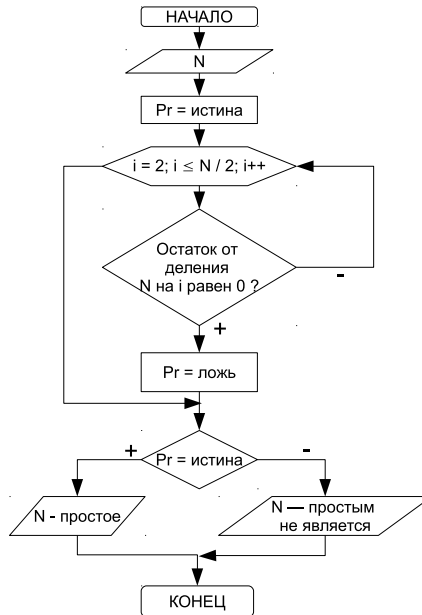 НАЧАЛО
N
Pr = истина
i = 2; i ≤ N / 2; i++
Остаток от
деления
N на i равен 0 ?
-
+
Pr = ложь
+
Pr = истина
-
N - простое
N — простым
не является
КОНЕЦ